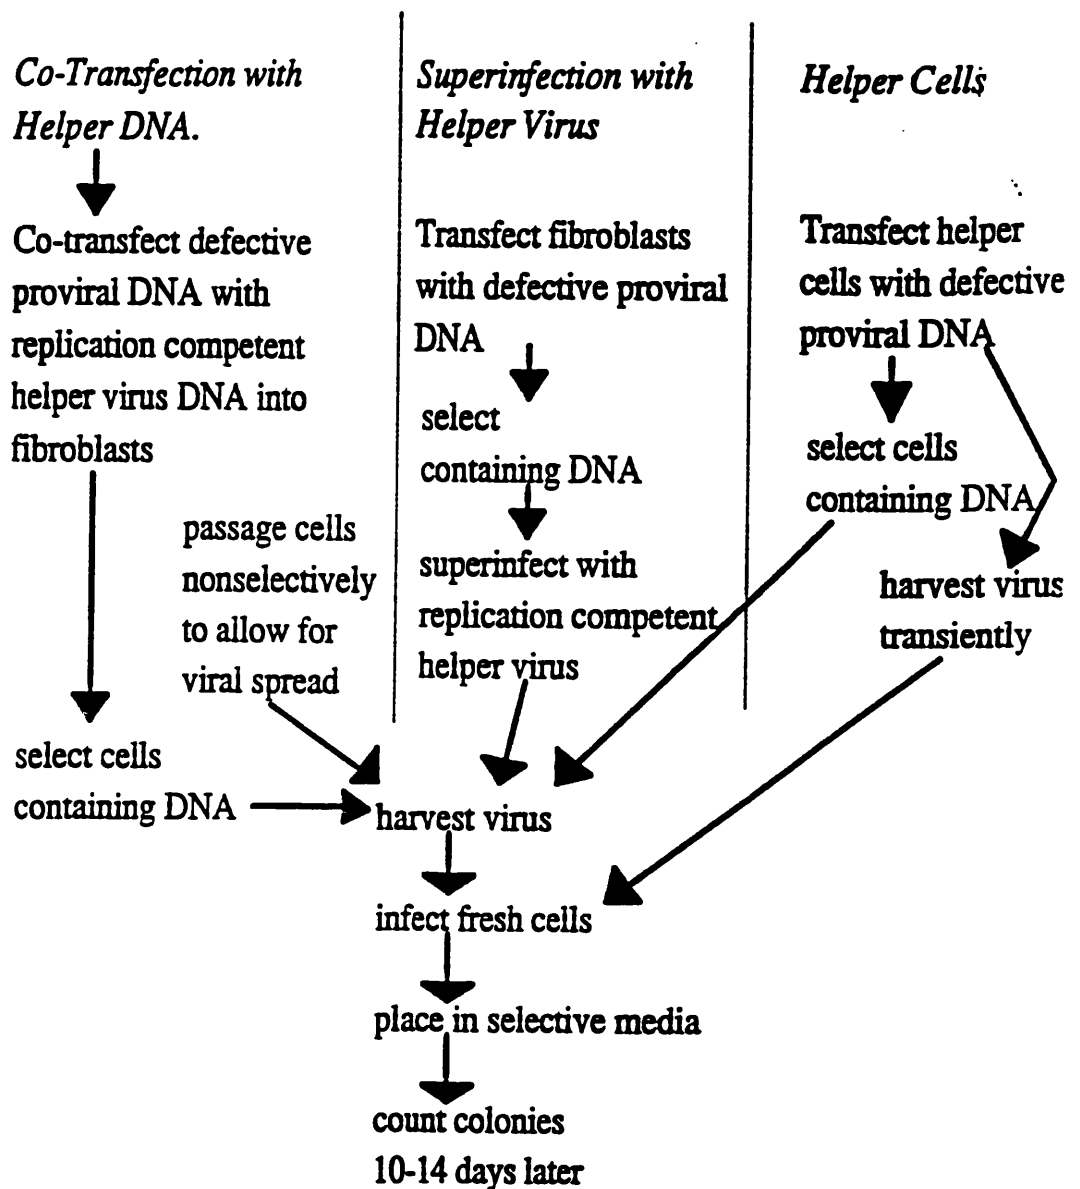 Co-Transfection with
Helper DNA.
Co-transfect defective
proviral DNA with
replication competent
helper virus DNA into
fibroblasts
passage cells
nonselectively
to allow for
viral spread
select cells
containing DNA
Superinfection with
Helper Virus
Transfect fibroblasts
with defective proviral
DNA
select
containing DNA
superinfect with
replication competent
helper virus
Helper Cells
Transfect helper
cells with defective
proviral DNA
select cells
containing DNA
harvest virus
transiently
harvest virus
infect fresh cells
place in selective media
count colonies
10-14 days later